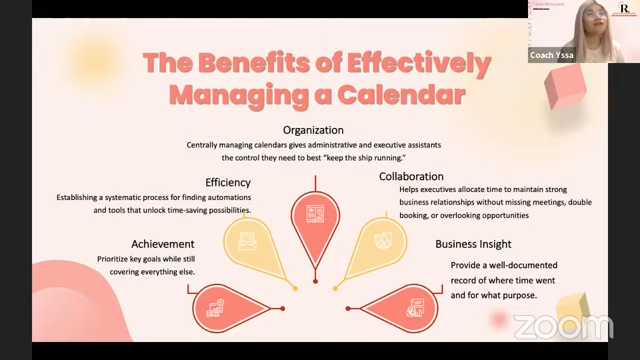 The Benefits of Effectively
Managing a Calendar
Organization
Centrally managing calendars gives administrative and executive assistants
the control they need to best “keep the ship running.”
Efficiency
Establishing a systematic process for finding automations
and tools that unlock time-saving possibilities.
Collaboration
Helps executives allocate time to maintain strong
business relationships without missing meetings, double
booking, or overlooking opportunities
Achievement
Prioritize key goals while still
covering everything else.
Business Insight
Provide a well-documented
record of where time went
and for what purpose.
Coach Yssa
R
zoom